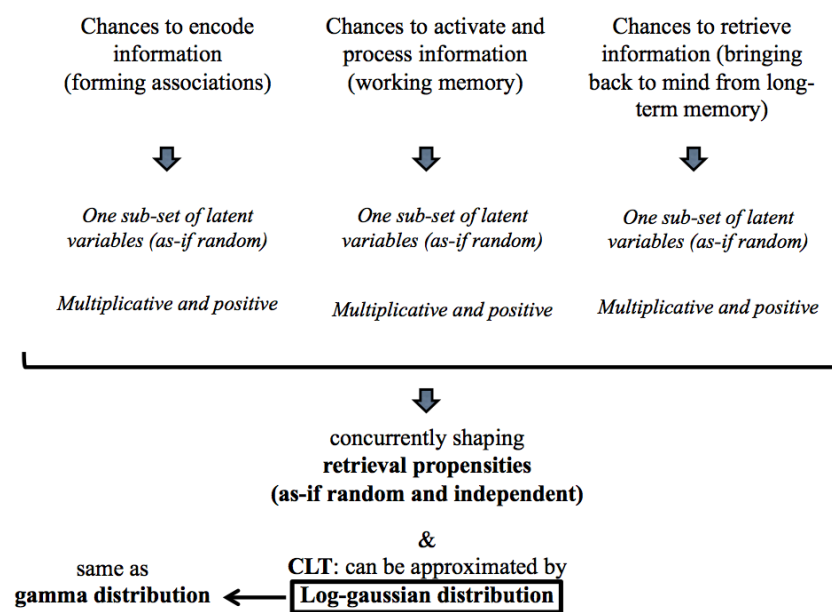 Chances to encode
information
(forming associations)
Chances to activate and
process information
(working memory)
Chances to retrieve
information (bringing
back to mind from long-
term memory)
One sub-set of latent
variables (as-if random)
One sub-set of latent
variables (as-if random)
One sub-set of latent
variables (as-if random)
Multiplicative and positive
Multiplicative and positive
Multiplicative and positive
concurrently shaping
retrieval propensities
(as-if random and independent)
&
CLT: can be approximated by
Log-gaussian distribution
same as
gamma distribution